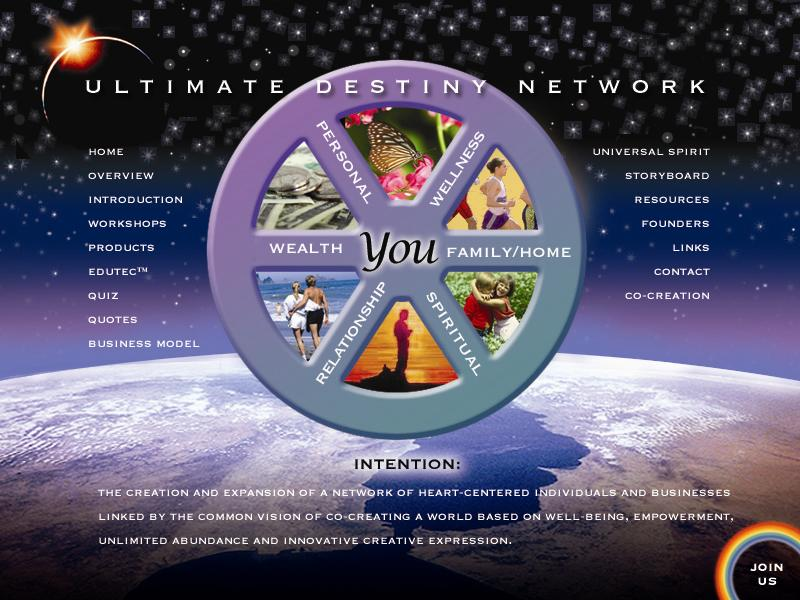 ULTIMATE DESTINY NETWORK
HOME
OVERVIEW
INTRODUCTION
WORKSHOPS
PRODUCTS
EDUTEC™
QUIZ
QUOTES
BUSINESS MODEL
PERSONAL
WELLNESS
WEALTH
You
FAMILY/HOME
RELATIONSHIP
SPIRITUAL
UNIVERSAL SPIRIT
STORYBOARD
RESOURCES
FOUNDERS
LINKS
CONTACT
CO-CREATION
INTENTION:
THE CREATION AND EXPANSION OF A NETWORK OF HEART-CENTERED INDIVIDUALS AND BUSINESSES
LINKED BY THE COMMON VISION OF CO-CREATING A WORLD BASED ON WELL-BEING, EMPOWERMENT,
UNLIMITED ABUNDANCE AND INNOVATIVE CREATIVE EXPRESSION.
JOIN
US